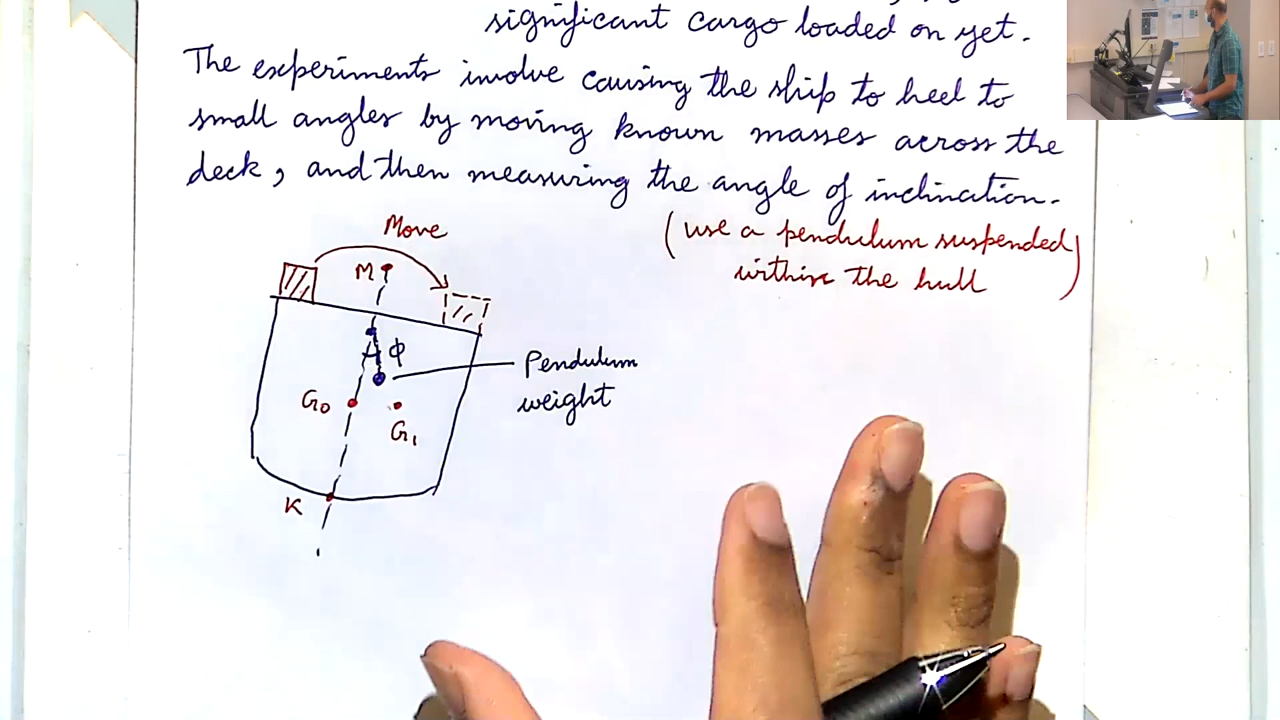 significant cargo loaded on yet.
The experiments involve causing the ship to heel to
small angles by moving known masses across the
deck, and then measuring the angle of inclination.
(use a pendulum suspended
within the hull)
Move
M
ϕ
Pendulum
weight
G0
G1
K